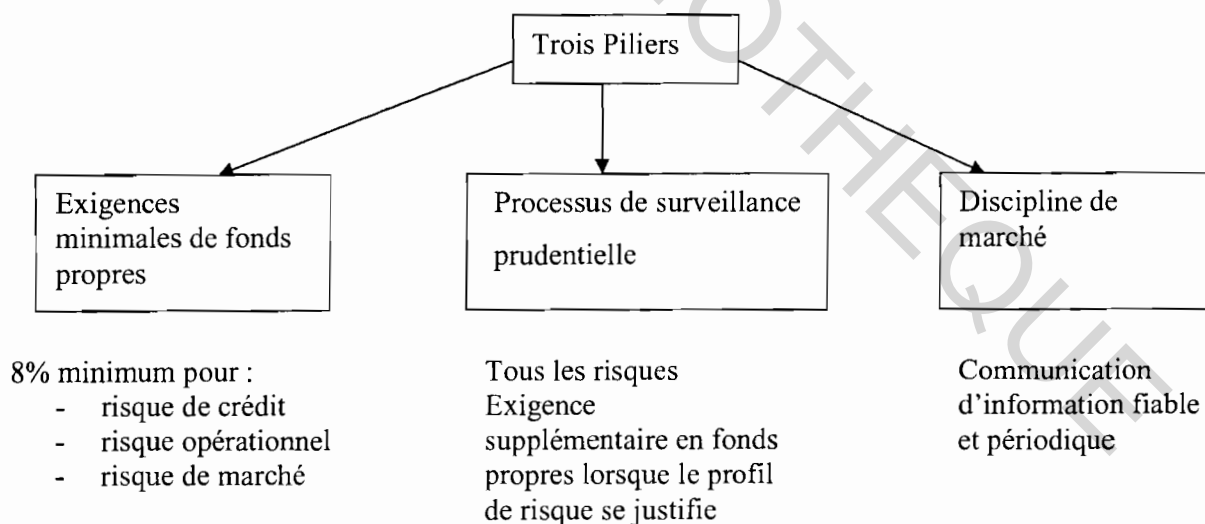 Trois Piliers
Exigences
minimales de fonds
propres
Processus de surveillance
prudentielle
Discipline de
marché
8% minimum pour :
- risque de crédit
- risque opérationnel
- risque de marché
Tous les risques
Exigence
supplémentaire en fonds
propres lorsque le profil
de risque se justifie
Communication
d'information fiable
et périodique
OTHEQUE